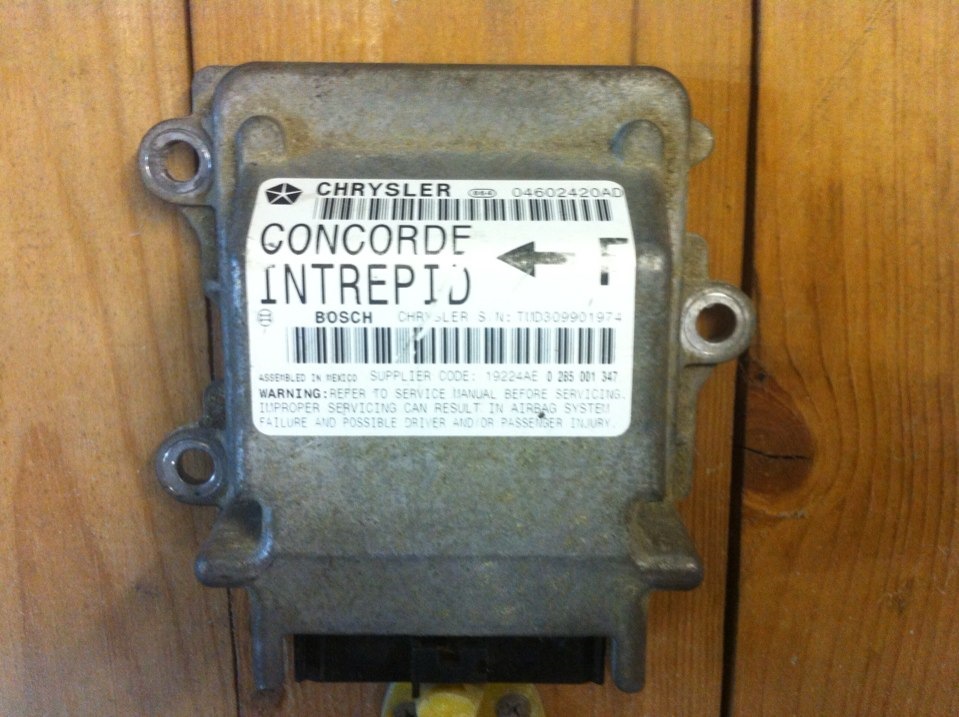 CHRYSLER 04602420AD
CONCORDE
INTREPID
F
BOSCH CHRYSLER S/N: TMD309901974
ASSEMBLED IN MEXICO SUPPLIER CODE: 19224AE 0 285 001 347
WARNING: REFER TO SERVICE MANUAL BEFORE SERVICING.
IMPROPER SERVICING CAN RESULT IN AIRBAG SYSTEM
FAILURE AND POSSIBLE DRIVER AND/OR PASSENGER INJURY.